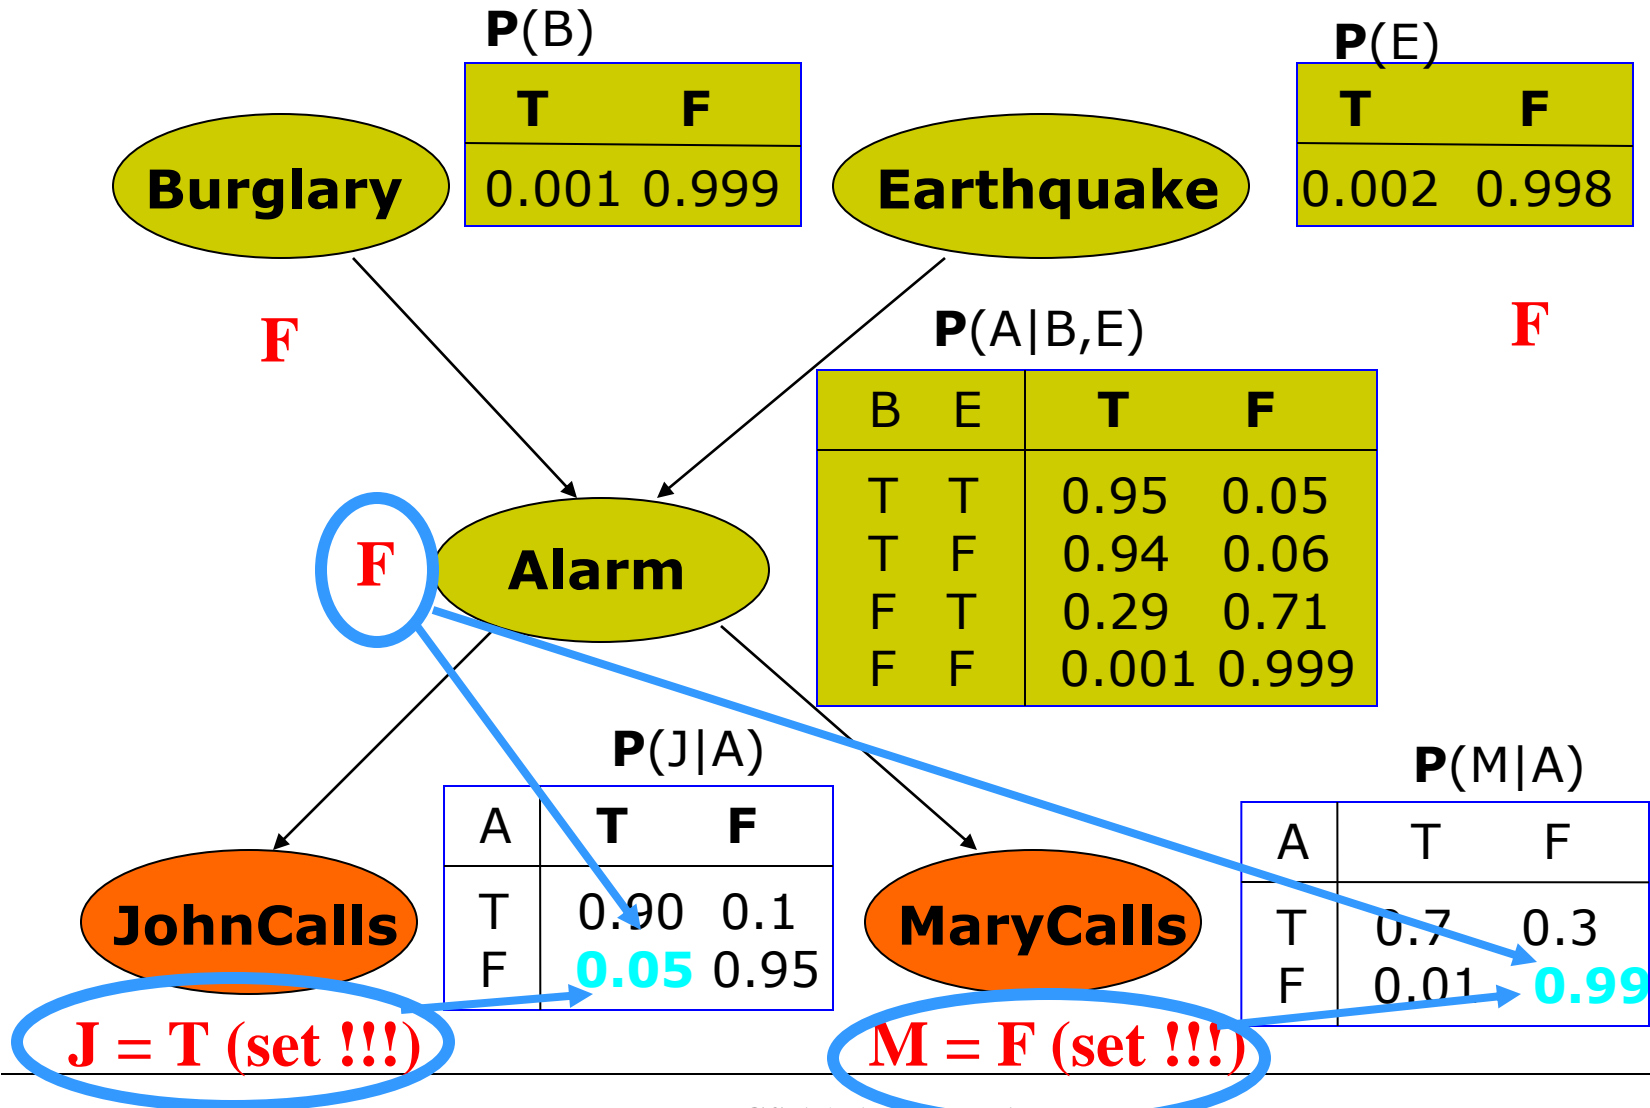 P(B)
T F
0.001 0.999
P(E)
T F
0.002 0.998
Burglary
Earthquake
F
F
P(A|B,E)
B E T F
T T 0.95 0.05
T F 0.94 0.06
F T 0.29 0.71
F F 0.001 0.999
F
Alarm
P(J|A)
A T F
T 0.90 0.1
F 0.05 0.95
P(M|A)
A T F
T 0.7 0.3
F 0.01 0.99
JohnCalls
MaryCalls
J = T (set !!!)
M = F (set !!!)